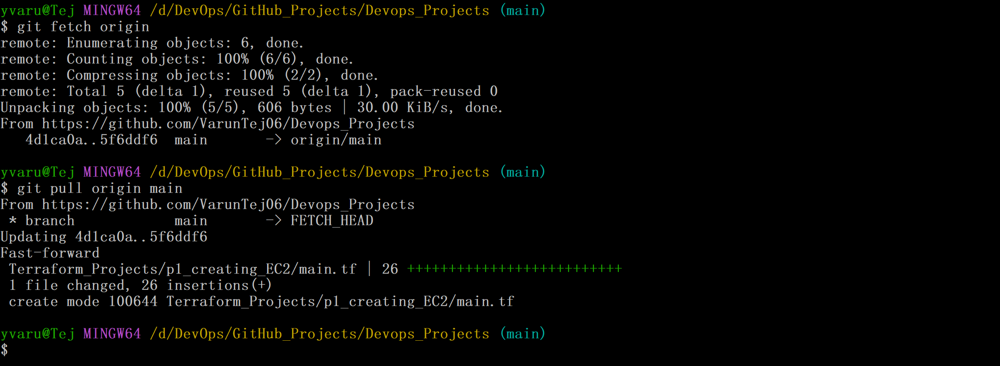 yvaru@Tej MINGW64 /d/DevOps/GitHub_Projects/Devops_Projects (main)
$ git fetch origin
remote: Enumerating objects: 6, done.
remote: Counting objects: 100% (6/6), done.
remote: Compressing objects: 100% (2/2), done.
remote: Total 5 (delta 1), reused 5 (delta 1), pack-reused 0
Unpacking objects: 100% (5/5), 606 bytes | 30.00 KiB/s, done.
From https://github.com/VarunTej06/Devops_Projects
   4d1ca0a..5f6ddf6  main       -> origin/main
yvaru@Tej MINGW64 /d/DevOps/GitHub_Projects/Devops_Projects (main)
$ git pull origin main
From https://github.com/VarunTej06/Devops_Projects
 * branch            main       -> FETCH_HEAD
Updating 4d1ca0a..5f6ddf6
Fast-forward
 Terraform_Projects/p1_creating_EC2/main.tf | 26 ++++++++++++++++++++++++++
 1 file changed, 26 insertions(+)
 create mode 100644 Terraform_Projects/p1_creating_EC2/main.tf
yvaru@Tej MINGW64 /d/DevOps/GitHub_Projects/Devops_Projects (main)
$